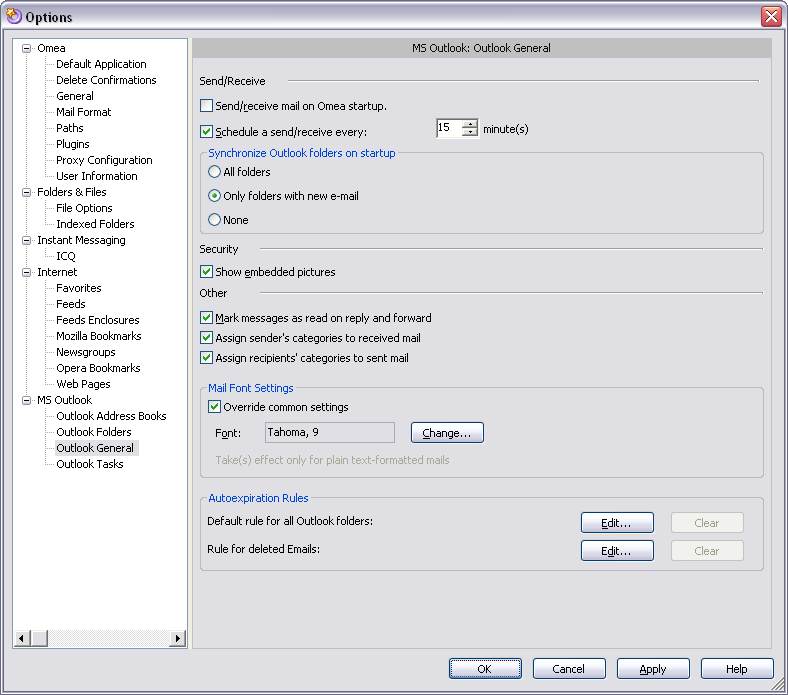 Options
Omea
Default Application
Delete Confirmations
General
Mail Format
Paths
Plugins
Proxy Configuration
User Information
Folders & Files
File Options
Indexed Folders
Instant Messaging
ICQ
Internet
Favorites
Feeds
Feeds Enclosures
Mozilla Bookmarks
Newsgroups
Opera Bookmarks
Web Pages
MS Outlook
Outlook Address Books
Outlook Folders
Outlook General
Outlook Tasks
MS Outlook: Outlook General
Send/Receive
Send/receive mail on Omea startup.
Schedule a send/receive every: 15 minute(s)
Synchronize Outlook folders on startup
All folders
Only folders with new e-mail
None
Security
Show embedded pictures
Other
Mark messages as read on reply and forward
Assign sender's categories to received mail
Assign recipients' categories to sent mail
Mail Font Settings
Override common settings
Font: Tahoma, 9 Change...
Take(s) effect only for plain text-formatted mails
Autoexpiration Rules
Default rule for all Outlook folders: Edit... Clear
Rule for deleted Emails: Edit... Clear
OK Cancel Apply Help